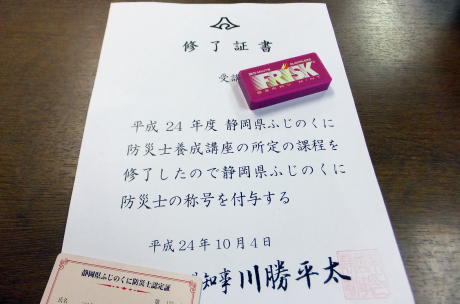 修了証書
受講
FRISK
平成 24 年度 静岡県ふじのくに
防災士養成講座の所定の課程を
修了したので静岡県ふじのくに
防災士の称号を付与する
平成24年10月4日
知事 川勝平太
静岡県ふじのくに防災士認定証
氏名